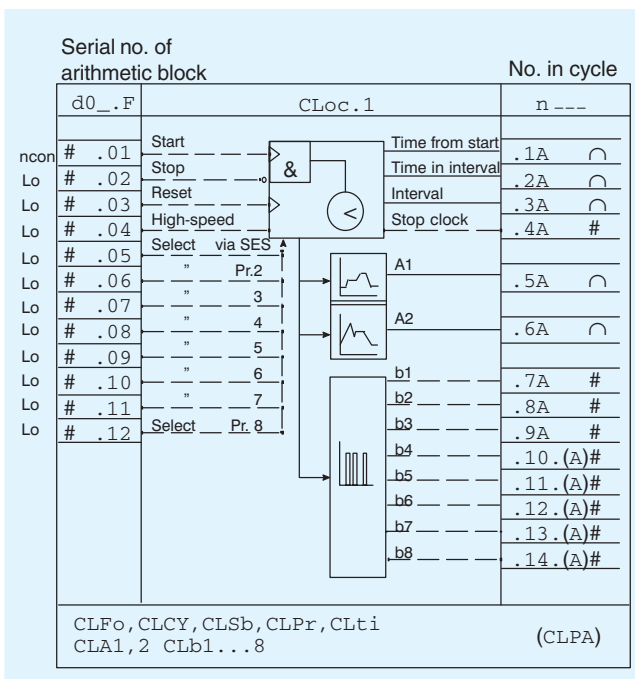 Serial no. of
arithmetic block
No. in cycle
d0_.F CLoc.1 n ---
ncon # .01 Start Time from start .1A ∩
Lo # .02 Stop & Time in interval .2A ∩
Lo # .03 Reset Interval .3A ∩
Lo # .04 High-speed < Stop clock .4A #
Lo # .05 Select via SES
Lo # .06 " Pr.2 A1 .5A ∩
Lo # .07 " 3
Lo # .08 " 4 A2 .6A ∩
Lo # .09 " 5
Lo # .10 " 6 b1 .7A #
Lo # .11 " 7 b2 .8A #
Lo # .12 Select Pr. 8 b3 .9A #
b4 .10.(A)#
b5 .11.(A)#
b6 .12.(A)#
b7 .13.(A)#
b8 .14.(A)#
CLFo,CLCY,CLSb,CLPr,CLti
CLA1,2 CLb1...8 (CLPA)